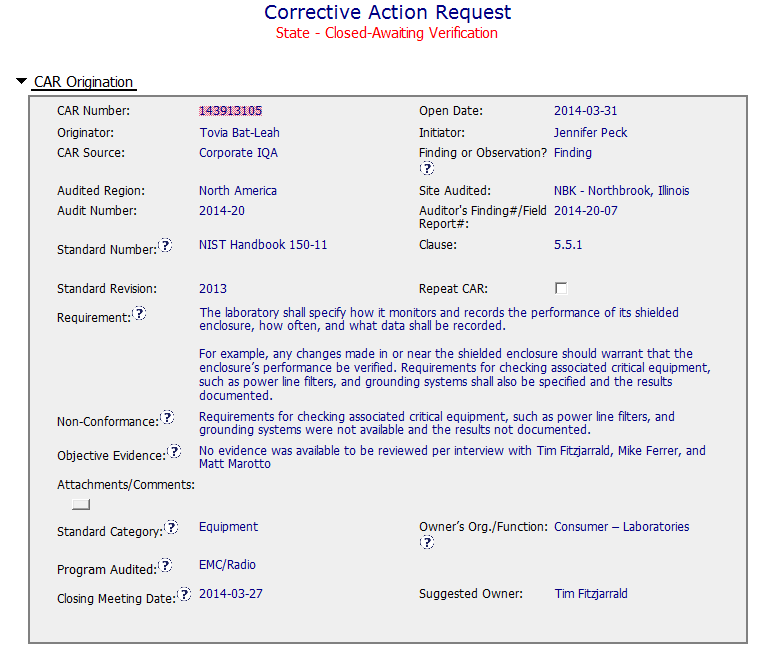 Corrective Action Request
State - Closed-Awaiting Verification
CAR Origination
CAR Number: 143913105 Open Date: 2014-03-31
Originator: Tovia Bat-Leah Initiator: Jennifer Peck
CAR Source: Corporate IQA Finding or Observation? Finding
?
Audited Region: North America Site Audited: NBK - Northbrook, Illinois
Audit Number: 2014-20 Auditor's Finding#/Field 2014-20-07
Report#:
Standard Number: ? NIST Handbook 150-11 Clause: 5.5.1
Standard Revision: 2013 Repeat CAR:
Requirement: ? The laboratory shall specify how it monitors and records the performance of its shielded
enclosure, how often, and what data shall be recorded.
For example, any changes made in or near the shielded enclosure should warrant that the
enclosure's performance be verified. Requirements for checking associated critical equipment,
such as power line filters, and grounding systems shall also be specified and the results
documented.
Non-Conformance: ? Requirements for checking associated critical equipment, such as power line filters, and
grounding systems were not available and the results not documented.
Objective Evidence: ? No evidence was available to be reviewed per interview with Tim Fitzjarrald, Mike Ferrer, and
Matt Marotto
Attachments/Comments:
Standard Category: ? Equipment Owner's Org./Function: Consumer – Laboratories
?
Program Audited: ? EMC/Radio
Closing Meeting Date: ? 2014-03-27 Suggested Owner: Tim Fitzjarrald